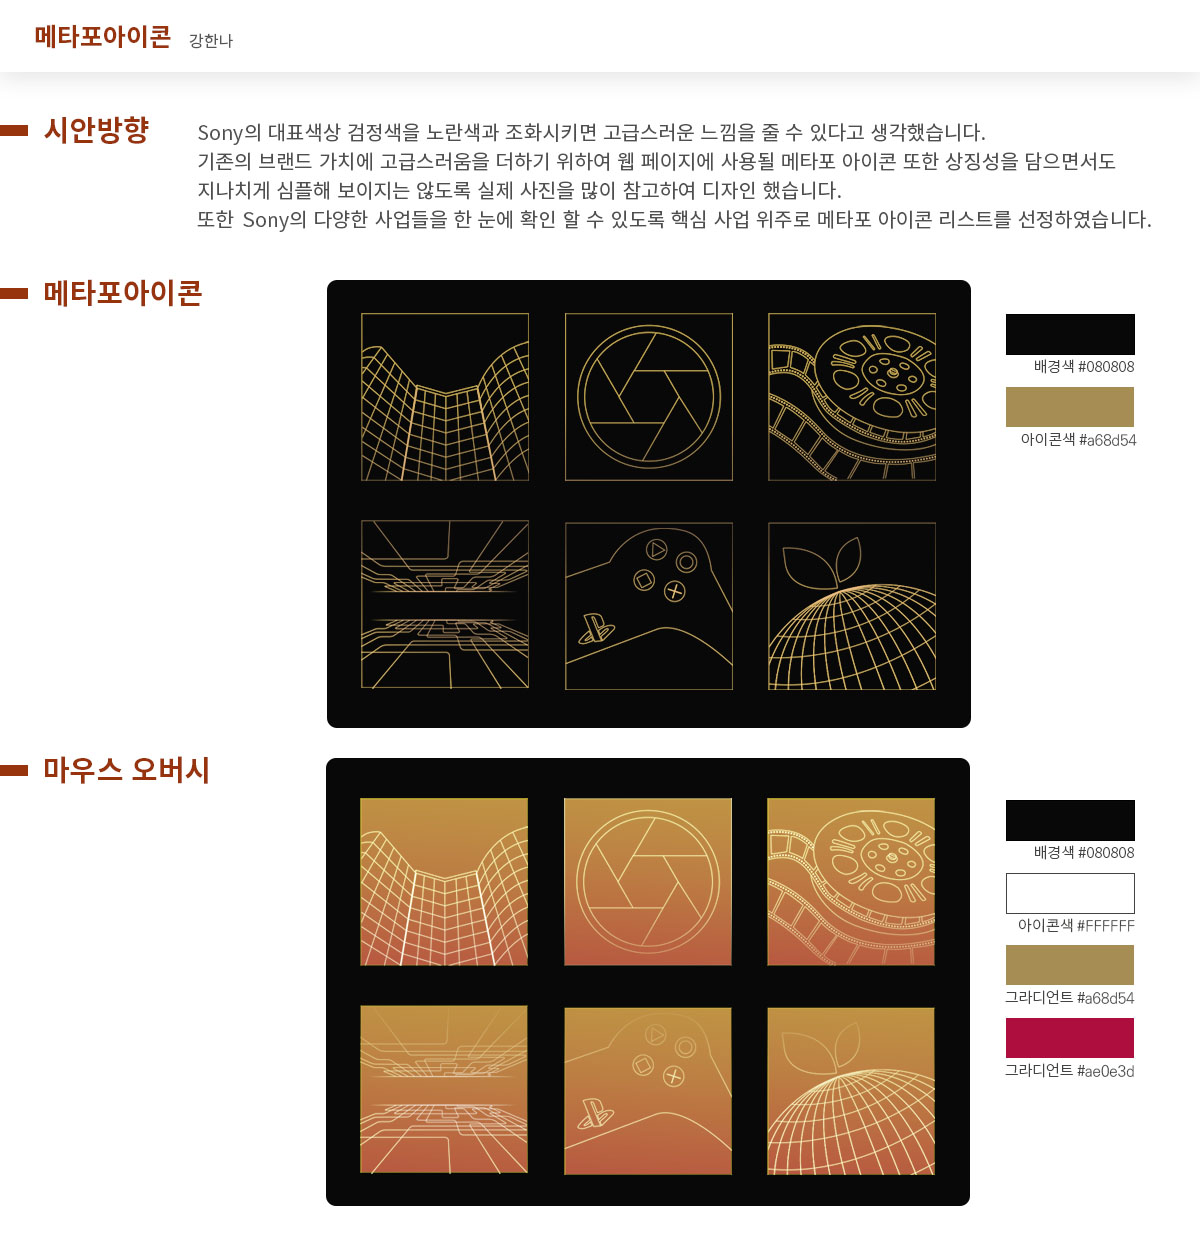 메타포아이콘 강한나
시안방향
Sony의 대표색상 검정색을 노란색과 조화시키면 고급스러운 느낌을 줄 수 있다고 생각했습니다.
기존의 브랜드 가치에 고급스러움을 더하기 위하여 웹 페이지에 사용될 메타포 아이콘 또한 상징성을 담으면서도
지나치게 심플해 보이지는 않도록 실제 사진을 많이 참고하여 디자인 했습니다.
또한 Sony의 다양한 사업들을 한 눈에 확인 할 수 있도록 핵심 사업 위주로 메타포 아이콘 리스트를 선정하였습니다.
메타포아이콘
배경색 #080808
아이콘색 #a68d54
마우스 오버시
배경색 #080808
아이콘색 #FFFFFF
그라디언트 #a68d54
그라디언트 #ae0e3d